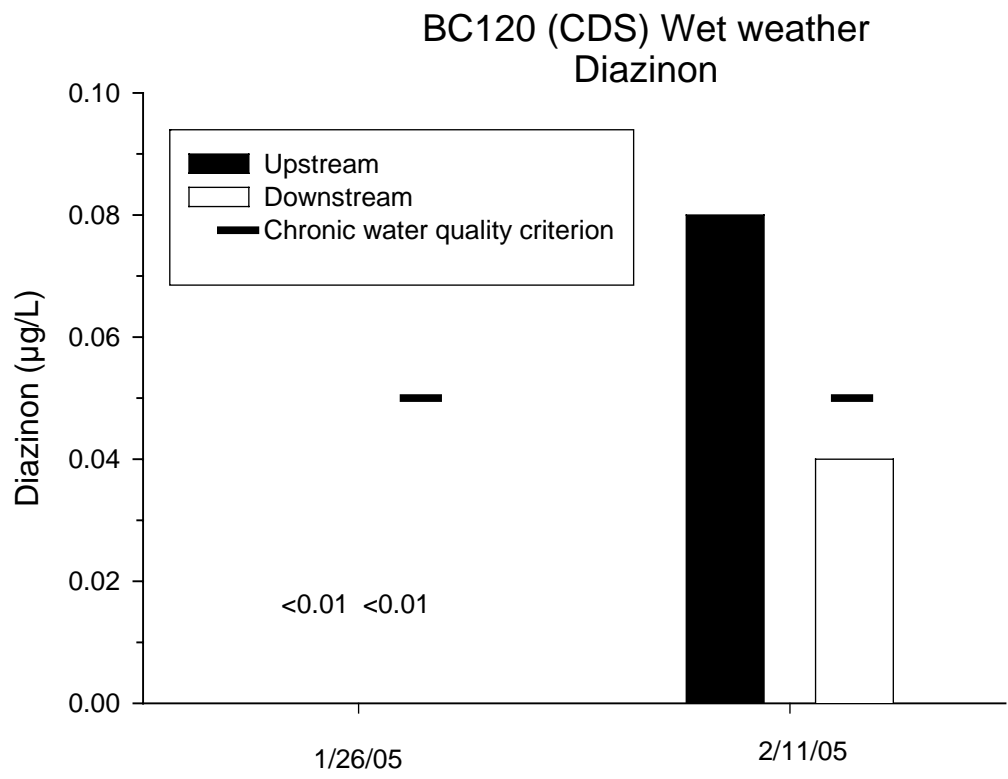 BC120 (CDS) Wet weather
Diazinon
0.10
0.08
0.06
0.04
0.02
0.00
Diazinon (µg/L)
Upstream
Downstream
Chronic water quality criterion
<0.01 <0.01
1/26/05
2/11/05